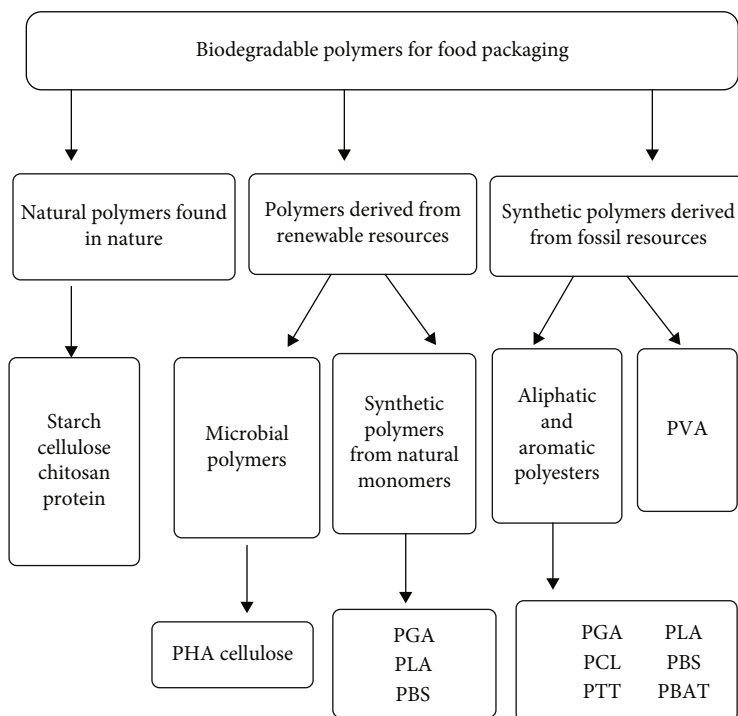 Biodegradable polymers for food packaging
Natural polymers found
in nature
Polymers derived from
renewable resources
Synthetic polymers derived
from fossil resources
Starch
cellulose
chitosan
protein
Microbial
polymers
Synthetic
polymers
from natural
monomers
Aliphatic
and
aromatic
polyesters
PVA
PHA cellulose
PGA
PLA
PBS
PGA PLA
PCL PBS
PTT PBAT